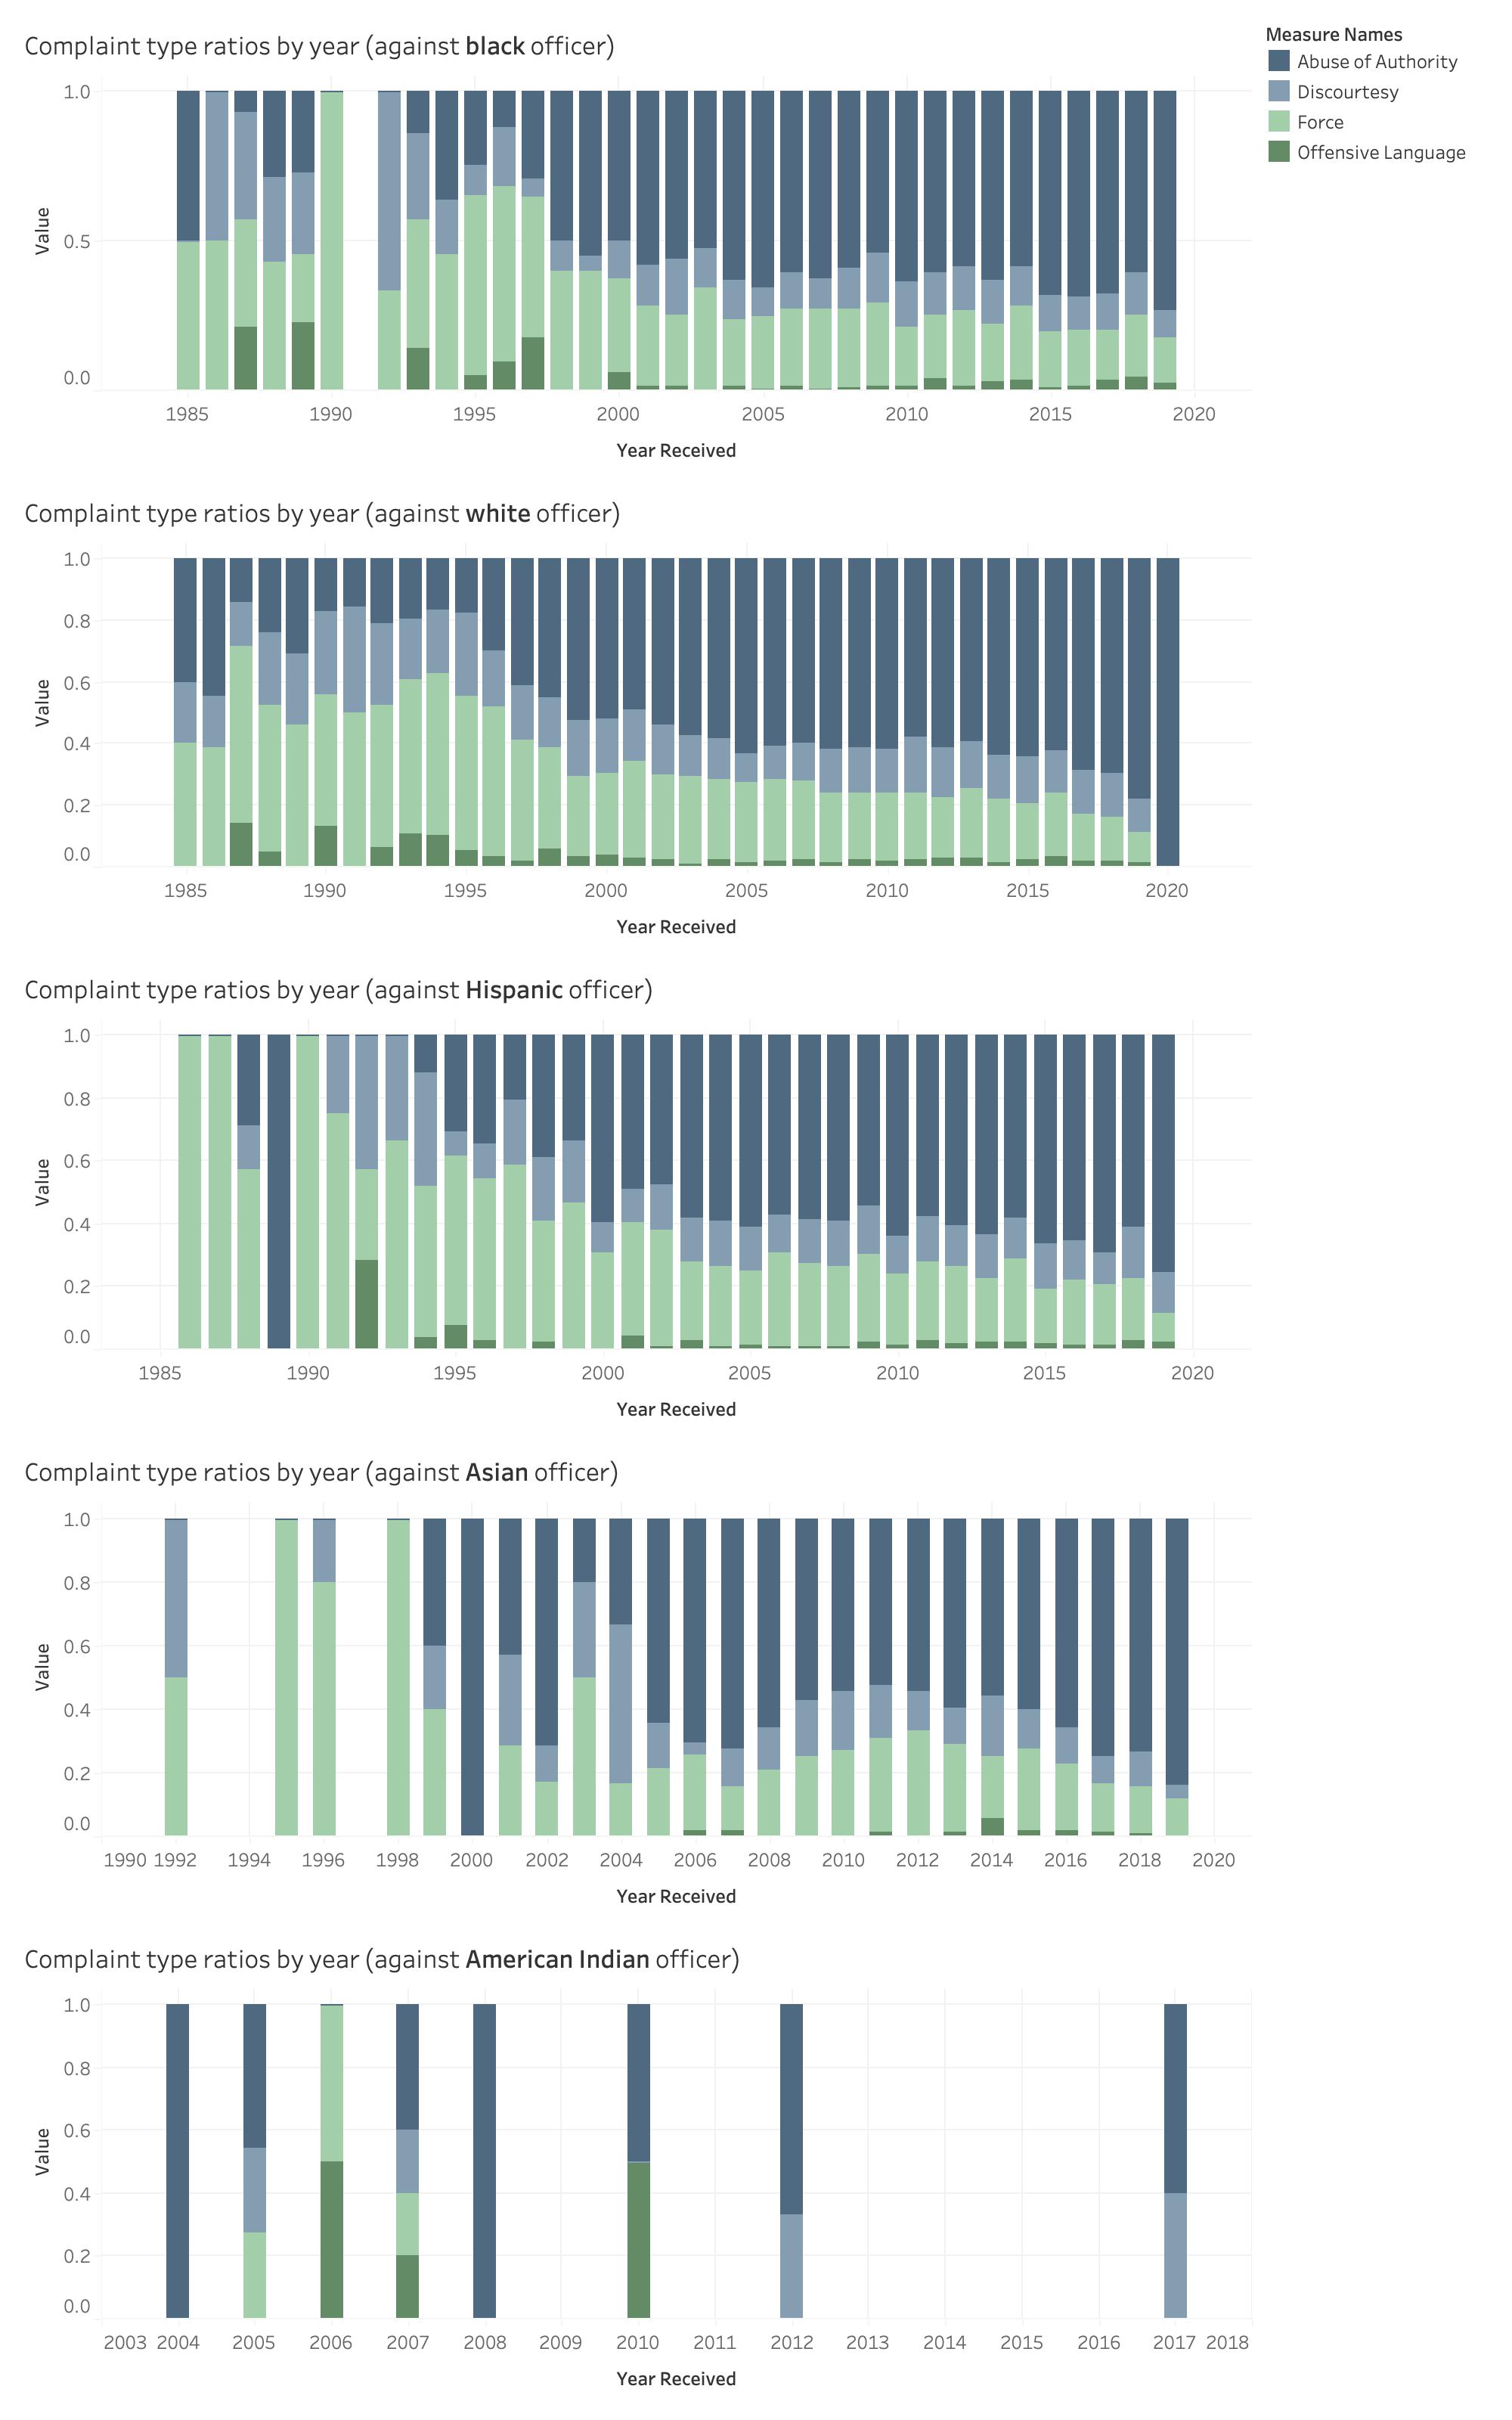 Complaint type ratios by year (against black officer)
Measure Names
Abuse of Authority
Discourtesy
Force
Offensive Language
1.0
0.5
0.0
Value
1985 1990 1995 2000 2005 2010 2015 2020
Year Received
Complaint type ratios by year (against white officer)
1.0
0.8
0.6
0.4
0.2
0.0
Value
1985 1990 1995 2000 2005 2010 2015 2020
Year Received
Complaint type ratios by year (against Hispanic officer)
1.0
0.8
0.6
0.4
0.2
0.0
Value
1985 1990 1995 2000 2005 2010 2015 2020
Year Received
Complaint type ratios by year (against Asian officer)
1.0
0.8
0.6
0.4
0.2
0.0
Value
1990 1992 1994 1996 1998 2000 2002 2004 2006 2008 2010 2012 2014 2016 2018 2020
Year Received
Complaint type ratios by year (against American Indian officer)
1.0
0.8
0.6
0.4
0.2
0.0
Value
2003 2004 2005 2006 2007 2008 2009 2010 2011 2012 2013 2014 2015 2016 2017 2018
Year Received